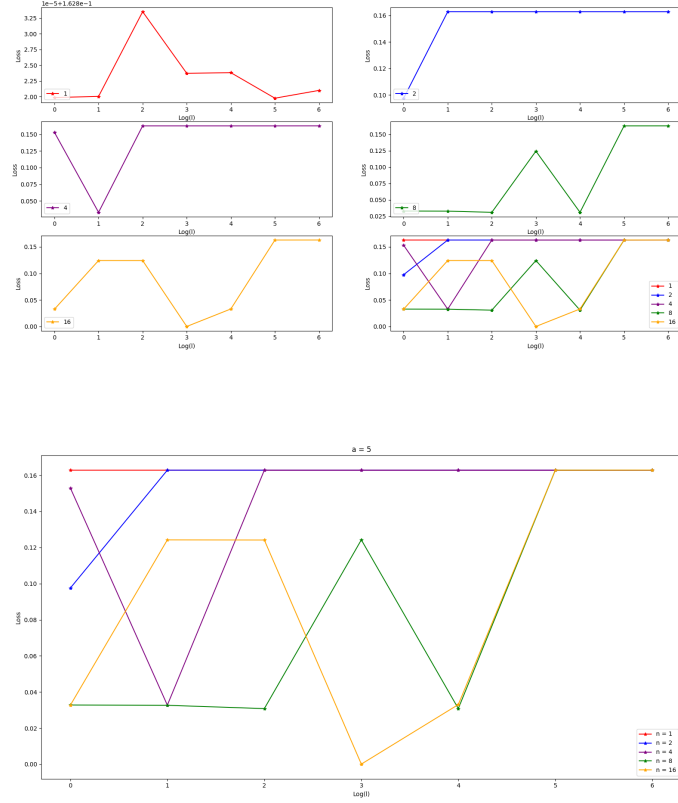 1e-5+1.628e-1
3.25
3.00
2.75
2.50
2.25
2.00
Loss
1
0 1 2 3 4 5 6
Log(l)
0.16
0.14
0.12
0.10
Loss
2
0 1 2 3 4 5 6
Log(l)
0.150
0.125
0.100
0.075
0.050
Loss
4
0 1 2 3 4 5 6
Log(l)
0.150
0.125
0.100
0.075
0.050
0.025
Loss
8
0 1 2 3 4 5 6
Log(l)
0.15
0.10
0.05
0.00
Loss
16
0 1 2 3 4 5 6
Log(l)
0.15
0.10
0.05
0.00
Loss
1
2
4
8
16
0 1 2 3 4 5 6
Log(l)
a = 5
0.16
0.14
0.12
0.10
0.08
0.06
0.04
0.02
0.00
Loss
n = 1
n = 2
n = 4
n = 8
n = 16
0 1 2 3 4 5 6
Log(l)